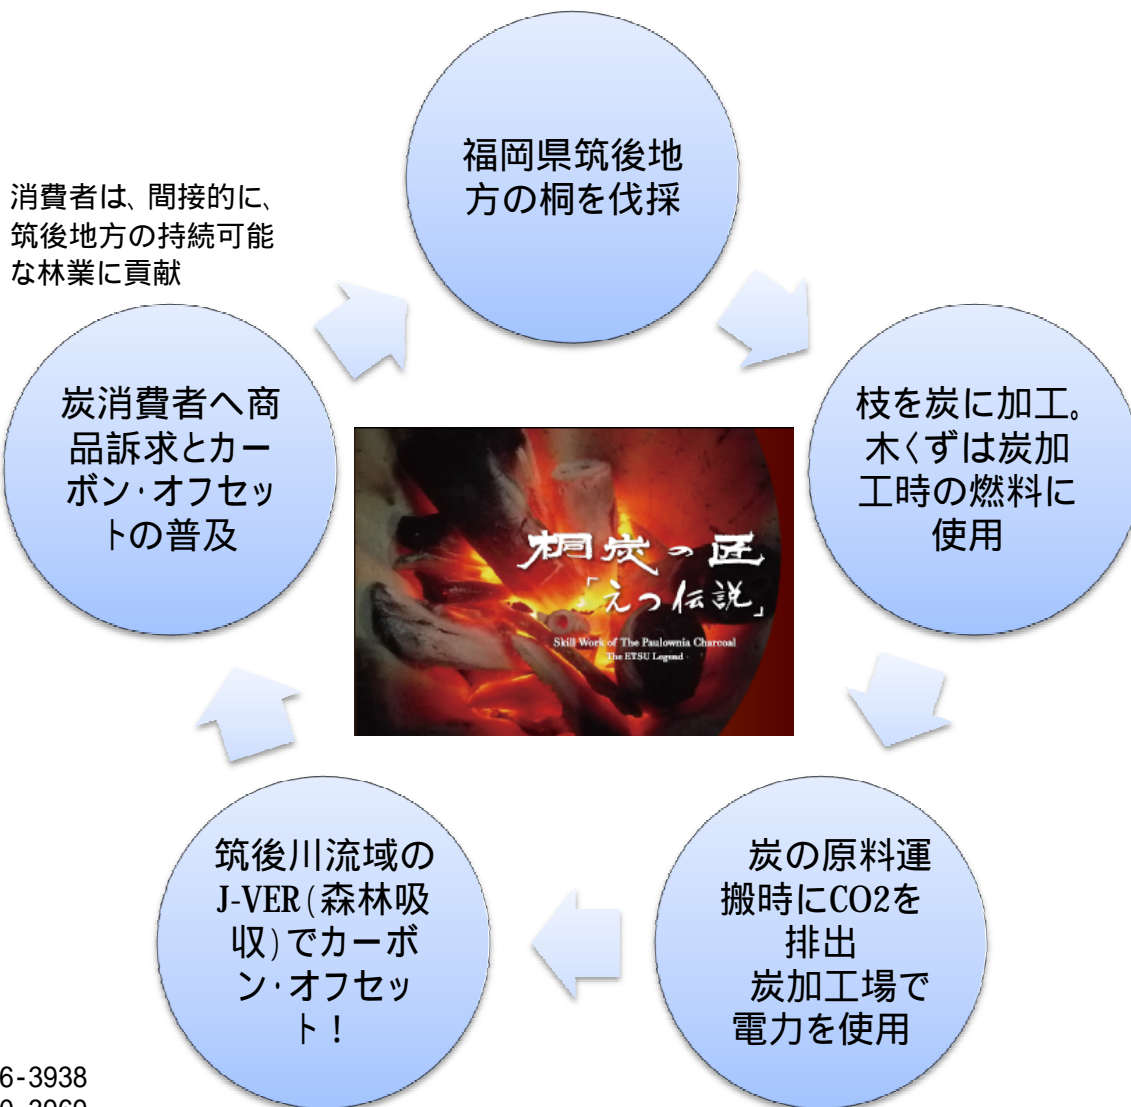 福岡県筑後地
方の桐を伐採
消費者は、間接的に、
筑後地方の持続可能
な林業に貢献
炭消費者へ商
品訴求とカー
ボン・オフセッ
トの普及
枝を炭に加工。
木くずは炭加
工時の燃料に
使用
桐炭の匠
「えつ伝説」
Skill Work of The Paulownia Charcoal
The ETSU Legend
筑後川流域の
J-VER(森林吸
収)でカーボ
ン・オフセッ
ト!
炭の原料運
搬時にCO2を
排出
炭加工場で
電力を使用
6-3938